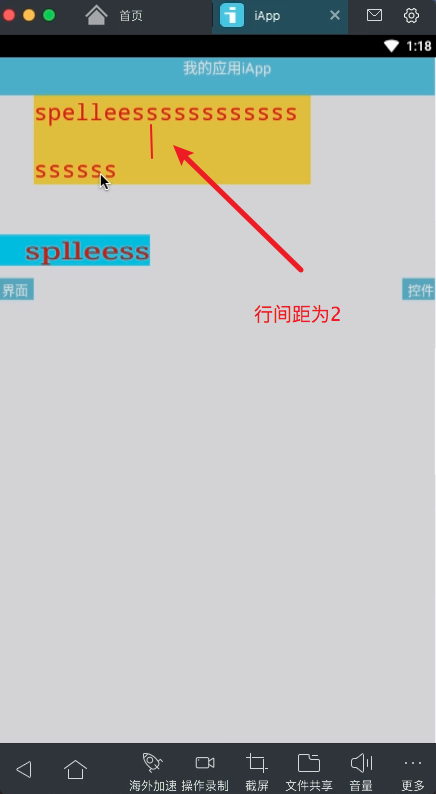 首页
iApp
1:18
我的应用iApp
spelleessssssssssss
ssssss
splleess
界面
控件
行间距为2
海外加速 操作录制 截屏 文件共享 音量 更多